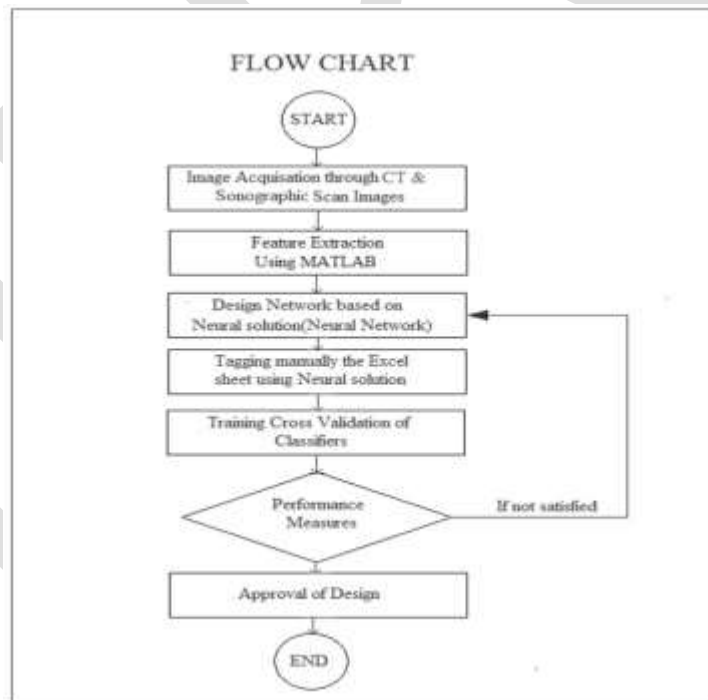 FLOW CHART
START
Image Acquisation through CT &
Sonographic Scan Images
Feature Extraction
Using MATLAB
Design Network based on
Neural solution(Neural Network)
Tagging manually the Excel
sheet using Neural solution
Training Cross Validation of
Classifiers
Performance
Measures
If not satisfied
Approval of Design
END